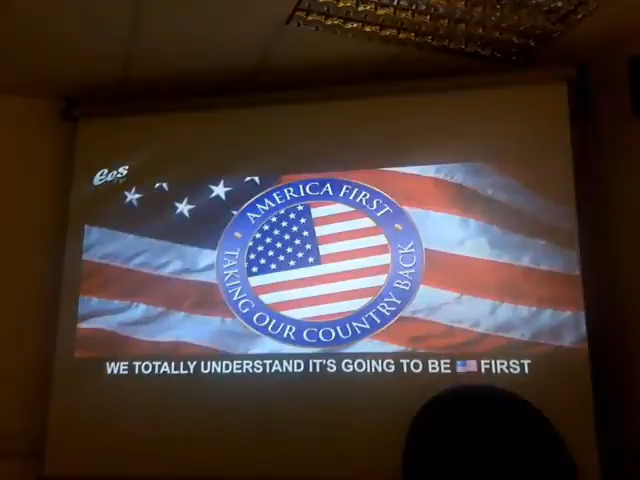 AMERICA FIRST
TAKING OUR COUNTRY BACK
WE TOTALLY UNDERSTAND IT'S GOING TO BE 🇺🇸 FIRST